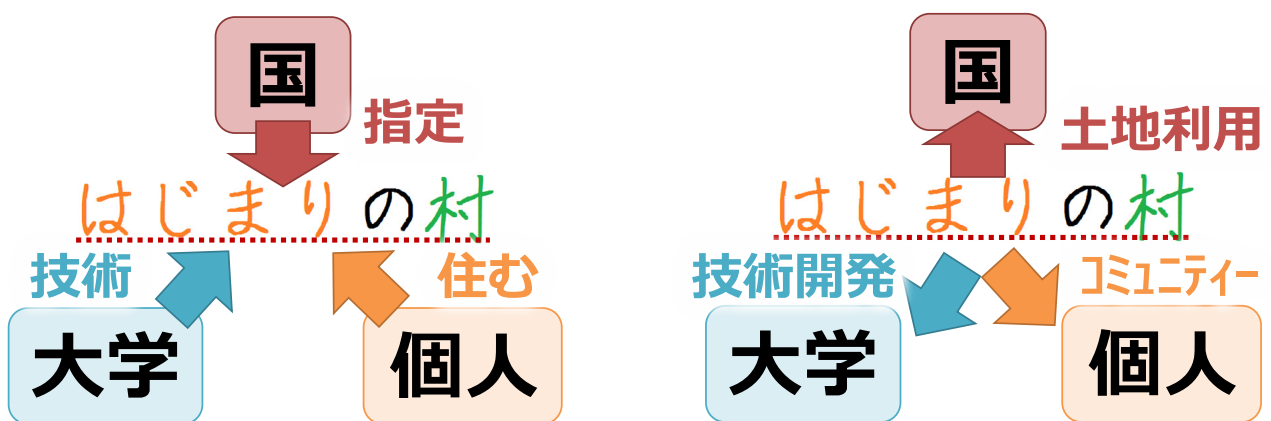 国
指定
はじまりの村
技術
住む
大学
個人
国
土地利用
はじまりの村
技術開発
コミュニティー
大学
個人